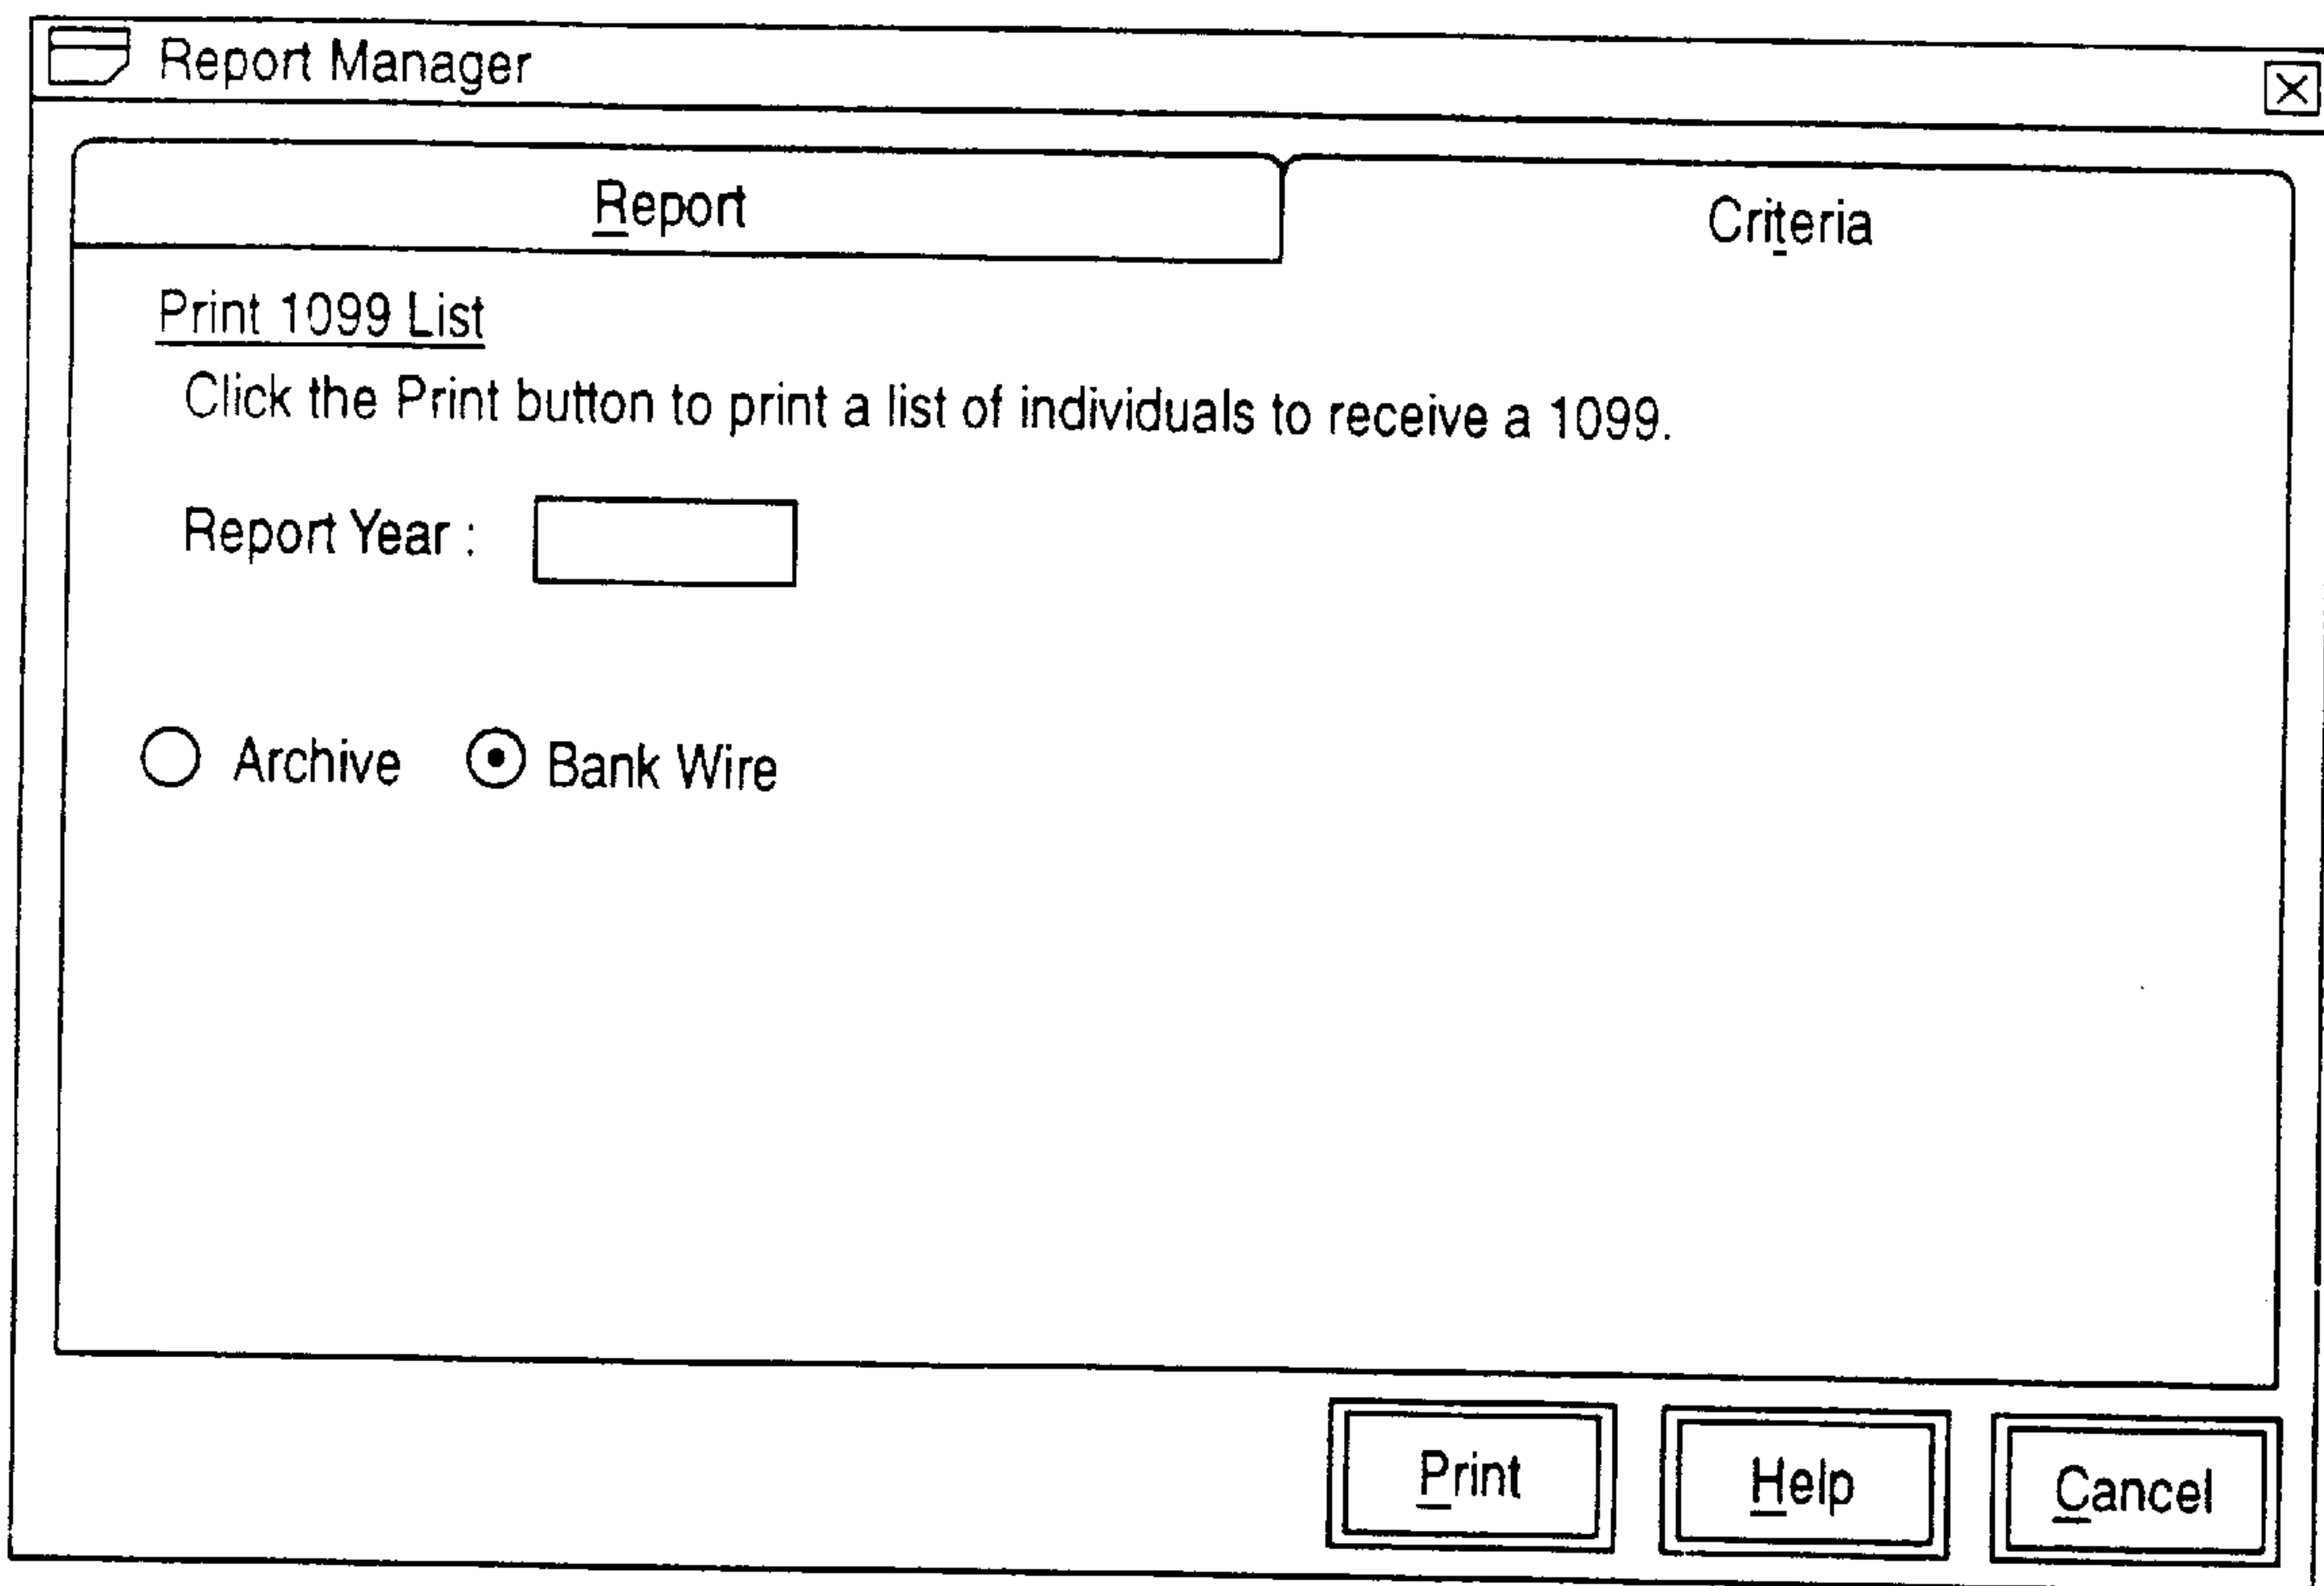 Report Manager
Report
Criteria
Print 1099 List
Click the Print button to print a list of individuals to receive a 1099.
Report Year :
Archive
Bank Wire
Print
Help
Cancel